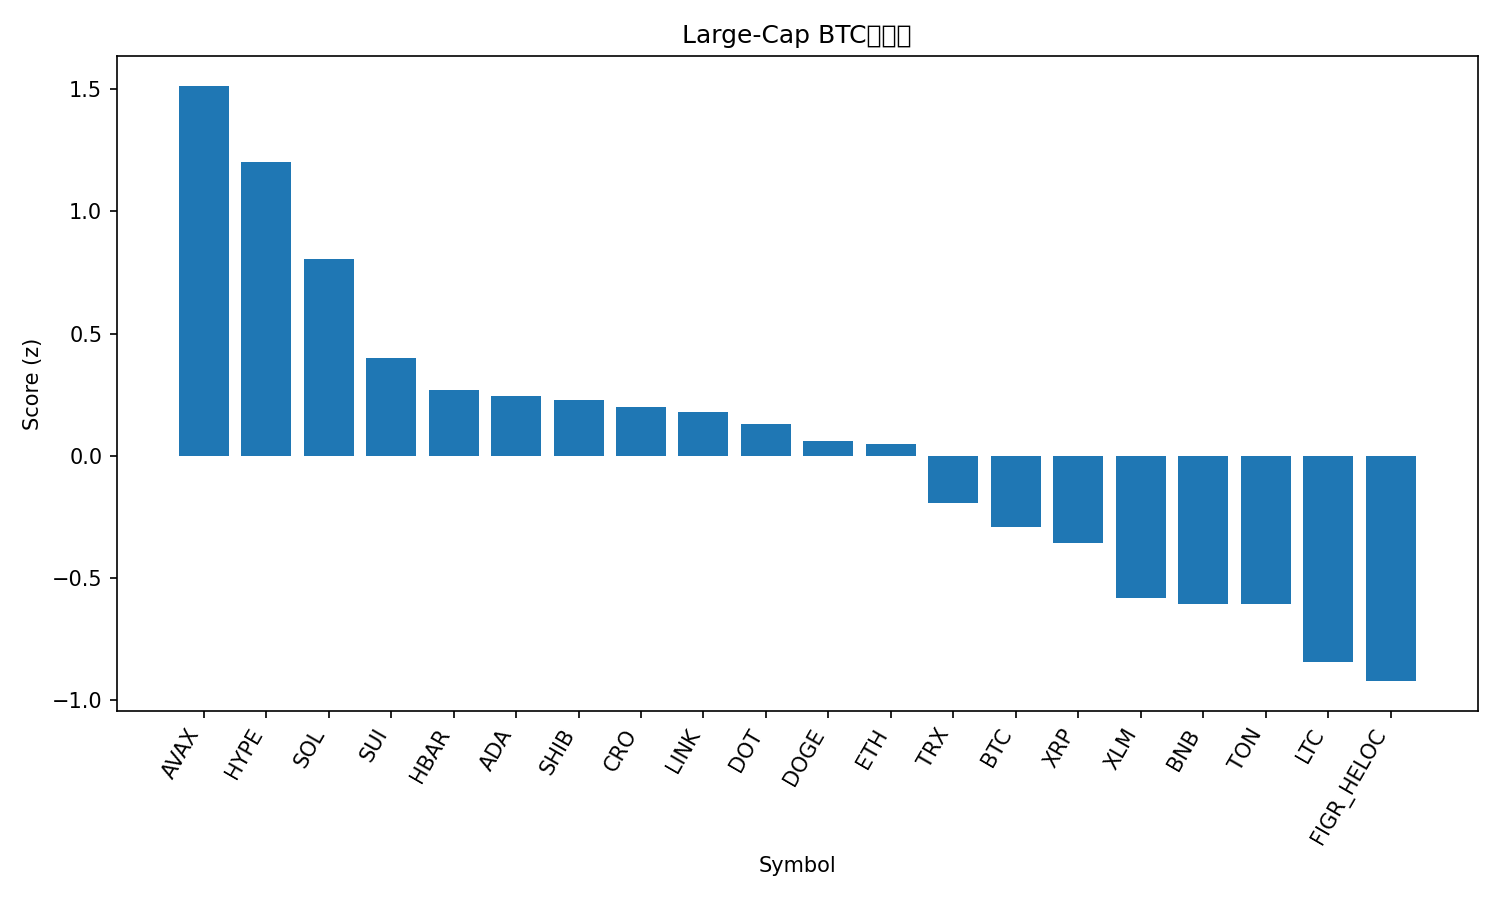 Large-Cap BTC
1.5
1.0
0.5
0.0
−0.5
−1.0
Score (z)
AVAX
HYPE
SOL
SUI
HBAR
ADA
SHIB
CRO
LINK
DOT
DOGE
ETH
TRX
BTC
XRP
XLM
BNB
TON
LTC
FIGR_HELOC
Symbol